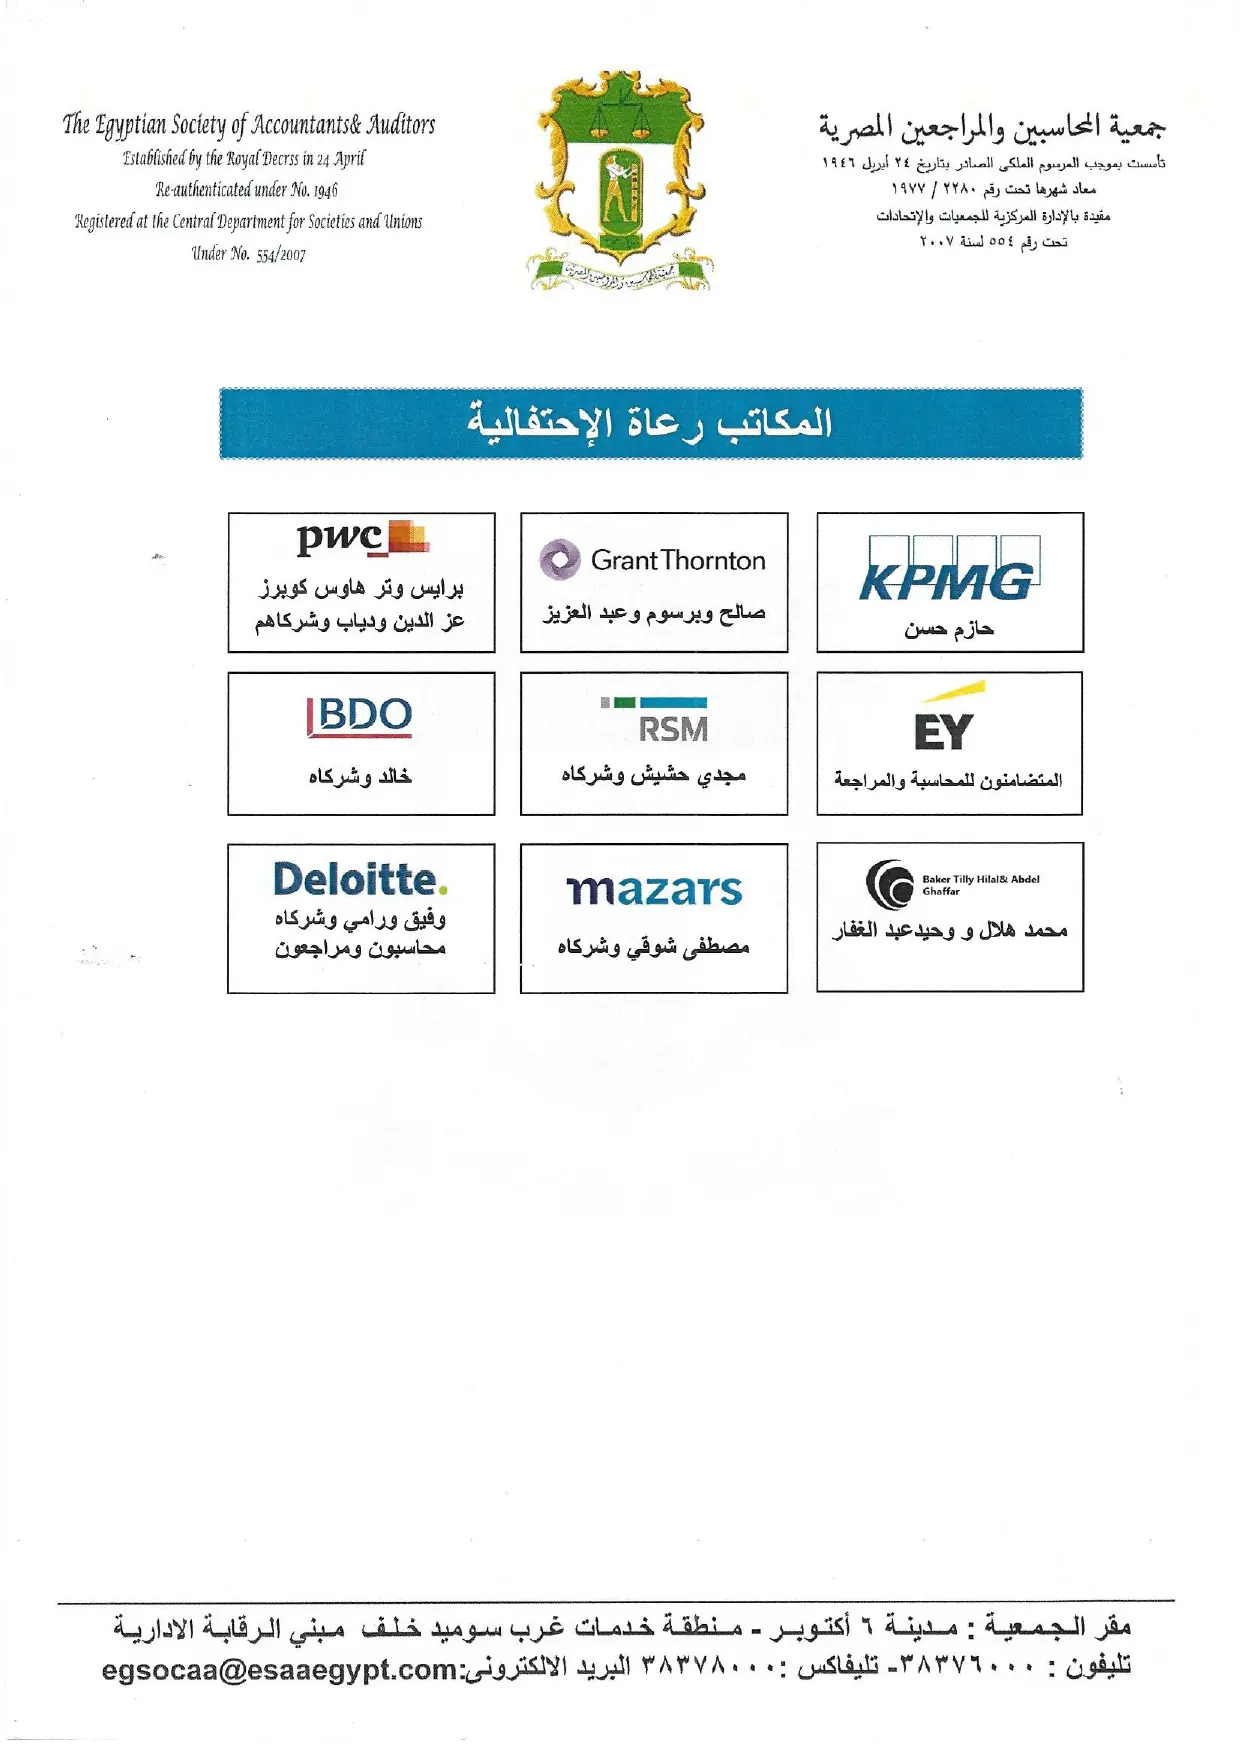 The Egyptian Society of Accountants& Auditors
Established by the Royal Decrss in 24 April
Re-authenticated under No. 1946
Registered at the Central Department for Societies and Unions
Under No. 554/2007
جمعية المحاسبين والمراجعين المصرية
تأسست بموجب المرسوم الملكى الصادر بتاريخ ٢٤ أبريل ١٩٤٦
معاد شهرها تحت رقم ٢٢٨٠ / ١٩٧٧
مقيدة بالإدارة المركزية للجمعيات والإتحادات
تحت رقم ٥٥٤ لسنة ٢٠٠٧
جمعية المحاسبين والمراجعين المصرية
المكاتب رعاة الإحتفالية
KPMG
حازم حسن
Grant Thornton
صالح وبرسوم وعبد العزيز
pwc
برايس وتر هاوس كوبرز
عز الدين ودياب وشركاهم
EY
المتضامنون للمحاسبة والمراجعة
RSM
مجدي حشيش وشركاه
BDO
خالد وشركاه
Baker Tilly Hilal& Abdel
Ghaffar
محمد هلال و وحيدعبد الغفار
mazars
مصطفى شوقي وشركاه
Deloitte.
وفيق ورامي وشركاه
محاسبون ومراجعون
مقر الجمعية : مدينة ٦ أكتوبر - منطقة خدمات غرب سوميد خلف مبني الرقابة الادارية
تليفون : ٣٨٣٧٦٠٠٠- تليفاكس :٣٨٣٧٨٠٠٠ البريد الالكترونى:egsocaa@esaaegypt.com